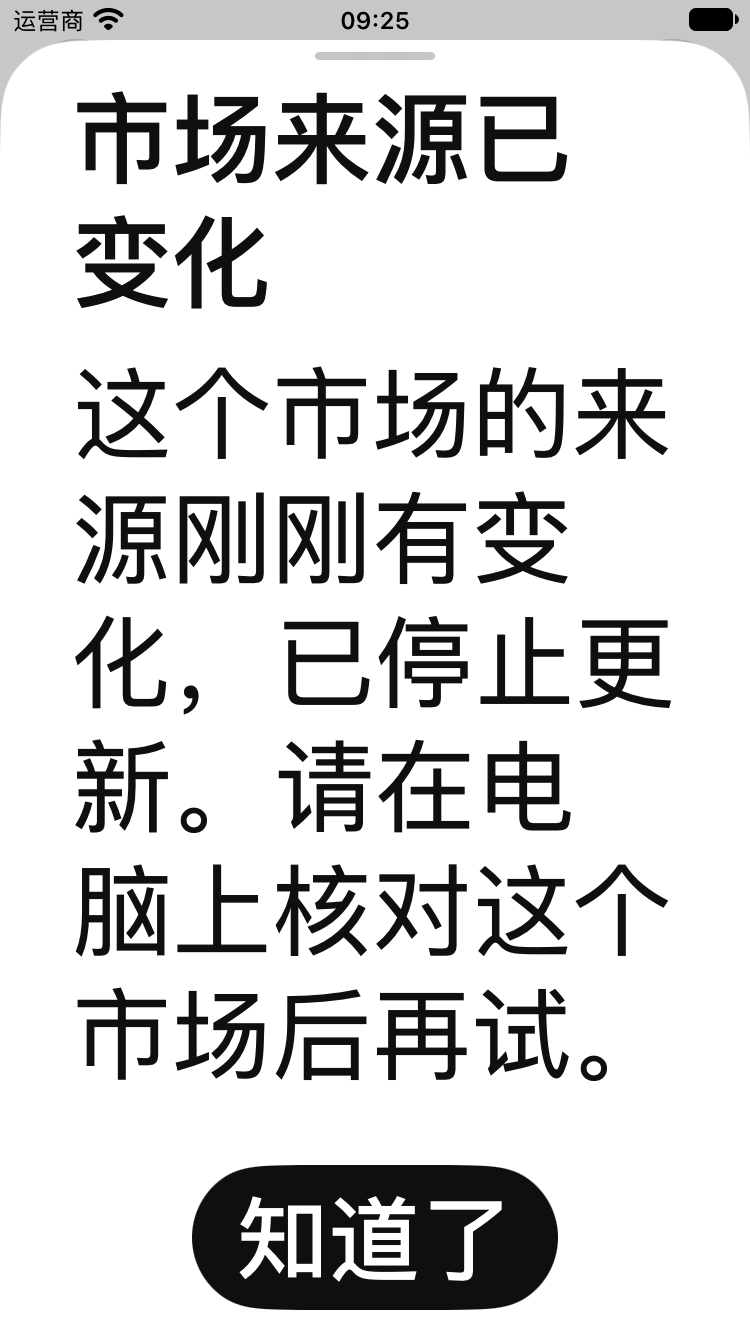 运营商 09:25
市场来源已
变化
这个市场的来
源刚刚有变
化，已停止更
新。请在电
脑上核对这个
市场后再试。
知道了